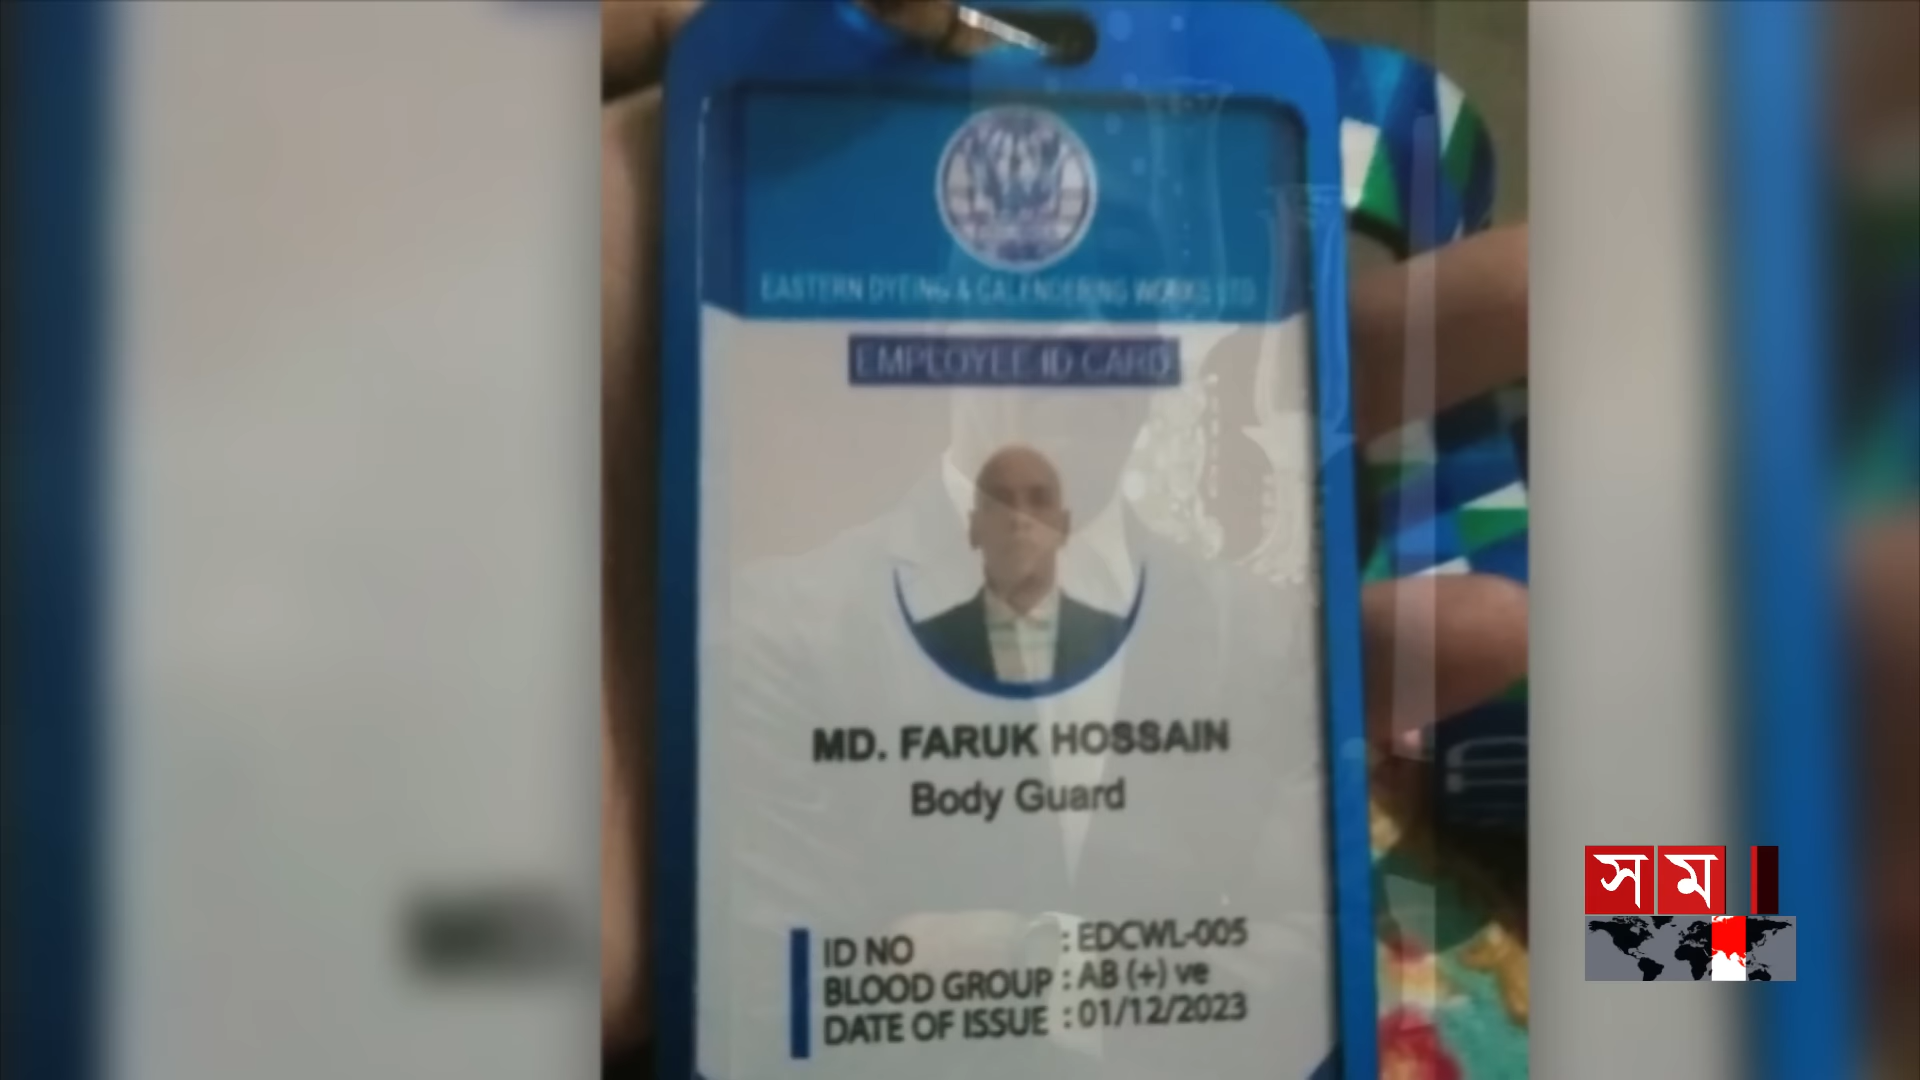 EASTERN DYEING & CALENDERING WORKS LTD
EMPLOYEE ID CARD
MD. FARUK HOSSAIN
Body Guard
ID NO : EDCWL-005
BLOOD GROUP : AB (+) ve
DATE OF ISSUE : 01/12/2023
সম